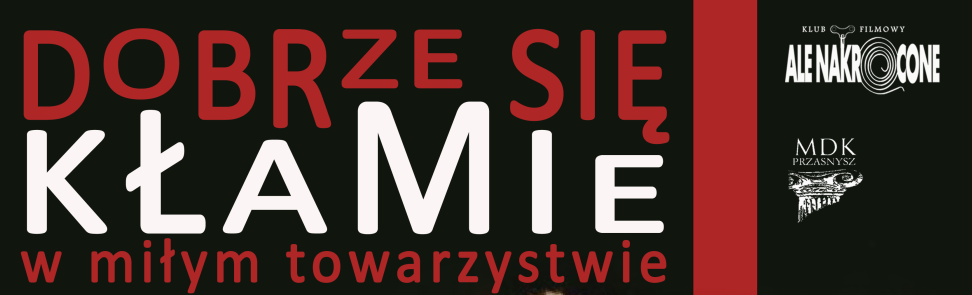 DOBRZE SIĘ
KŁAMIE
w miłym towarzystwie
KLUB FILMOWY
ALE NAKRĘCONE
MDK
PRZASNYSZ